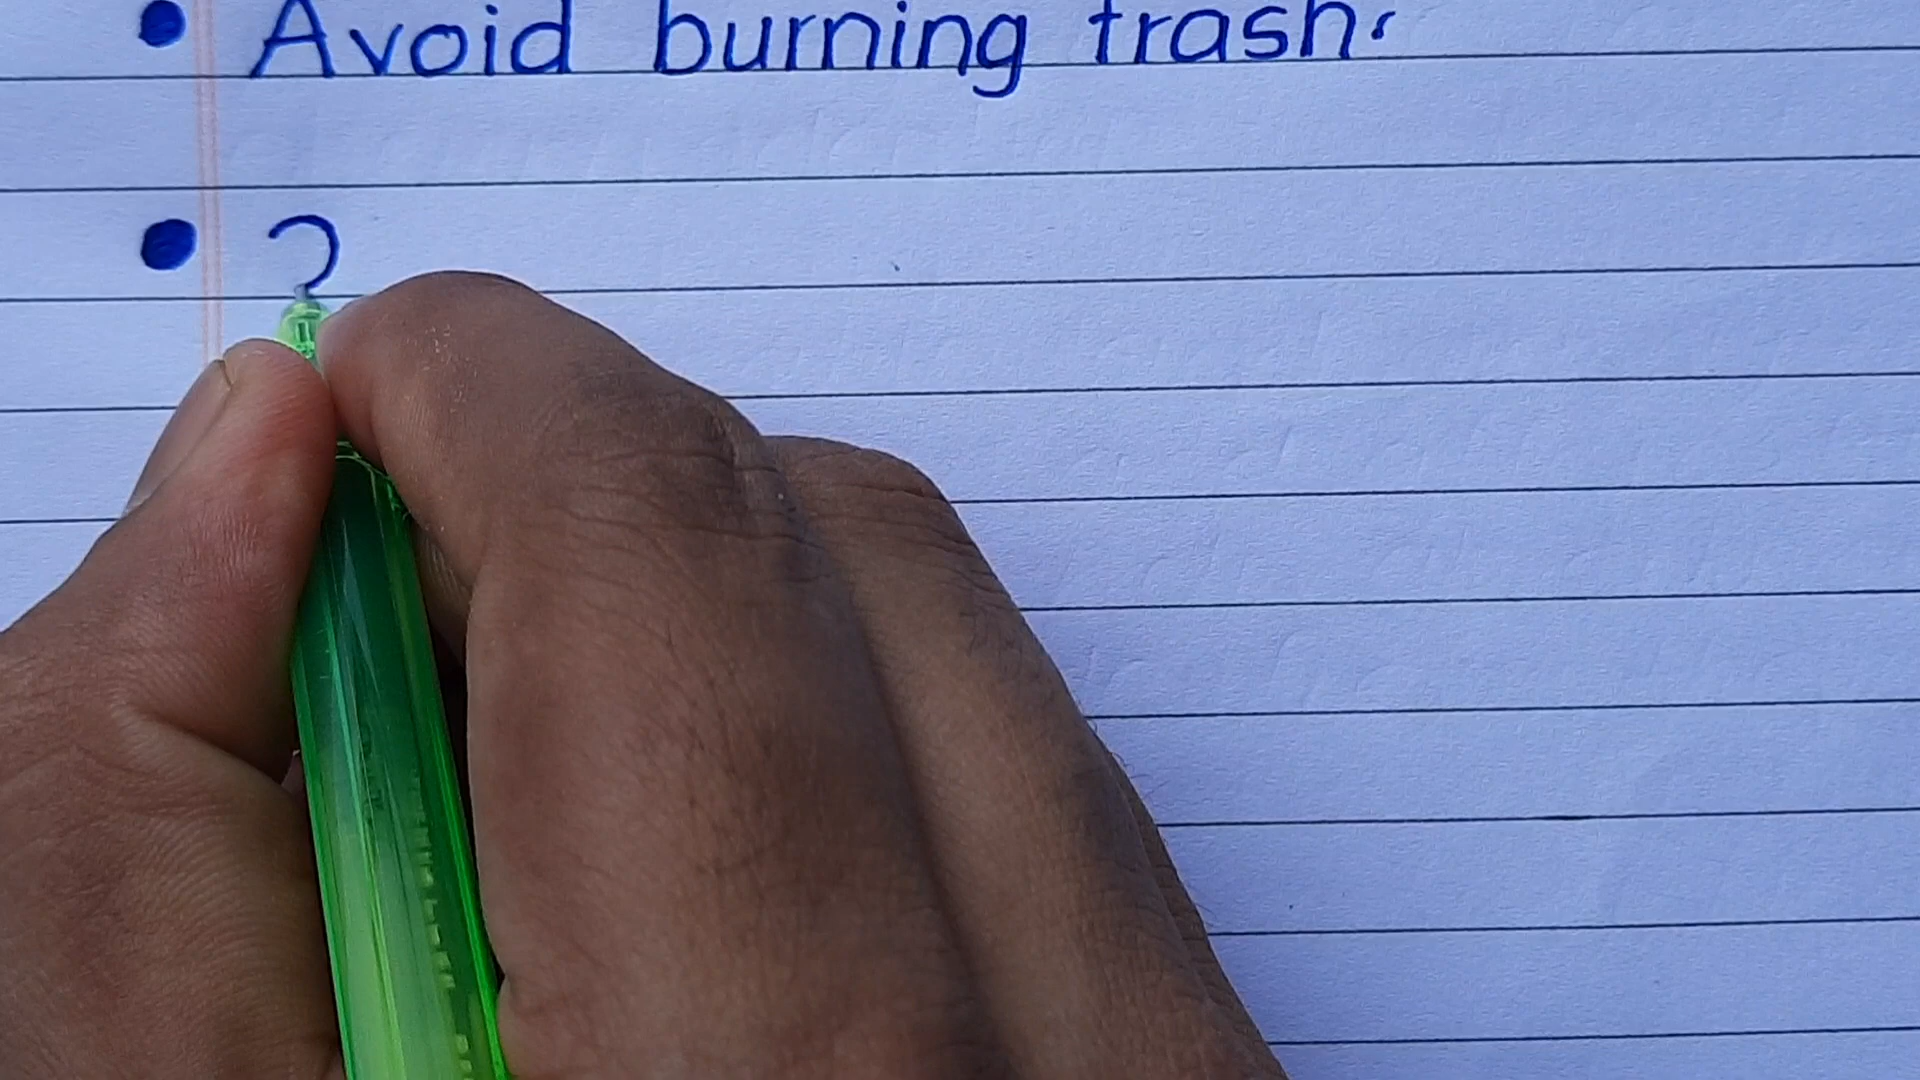 • Avoid burning trash.
•